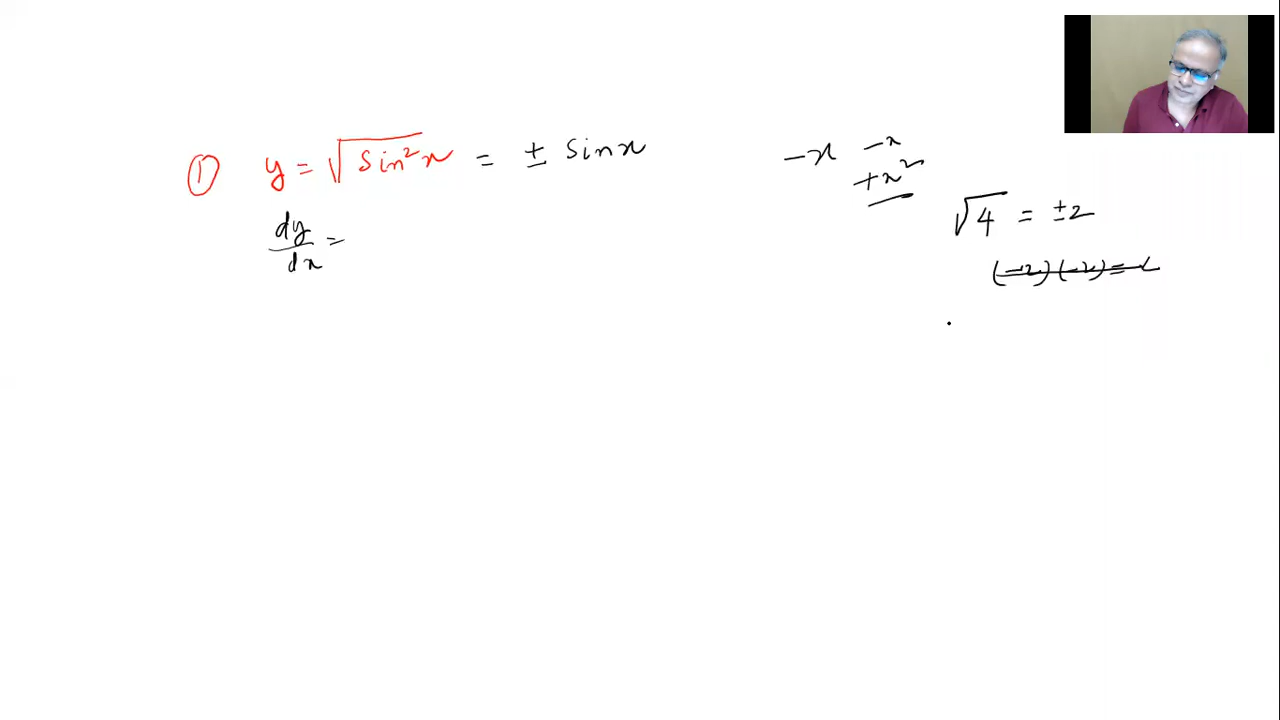 ① y = √sin²x = ± sinx
dy/dx =
-x -x
+x²
√4 = ±2